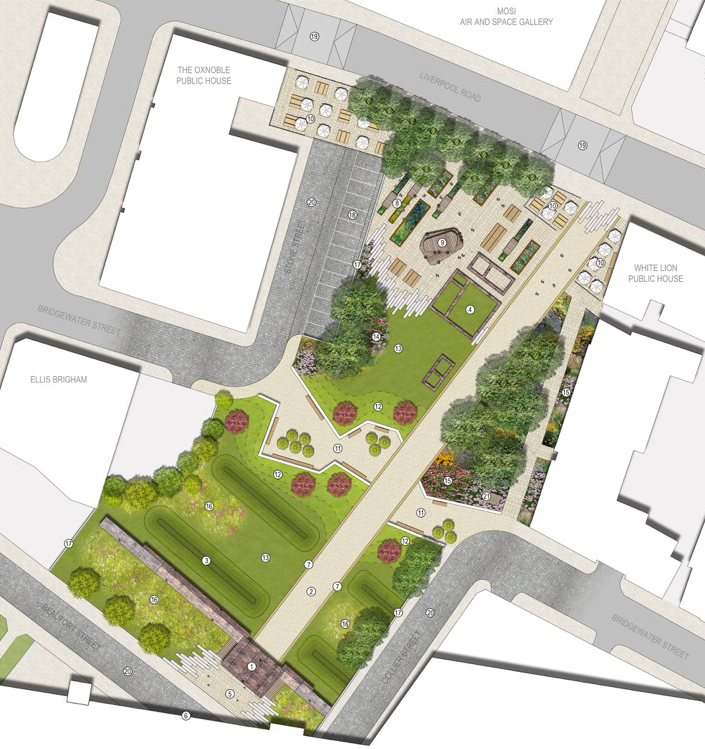 MOSI
AIR AND SPACE GALLERY
19
THE OXNOBLE
PUBLIC HOUSE
LIVERPOOL ROAD
10
19
20
8
10
18
9
STONE STREET
17
10
WHITE LION
PUBLIC HOUSE
4
BRIDGEWATER STREET
14
13
ELLIS BRIGHAM
15
12
11
12
15
21
16
11
17
13
12
3
7
2
7
16
17
20
16
BRIDGEWATER STREET
BEAUFORT STREET
COLLIER STREET
1
20
5
6